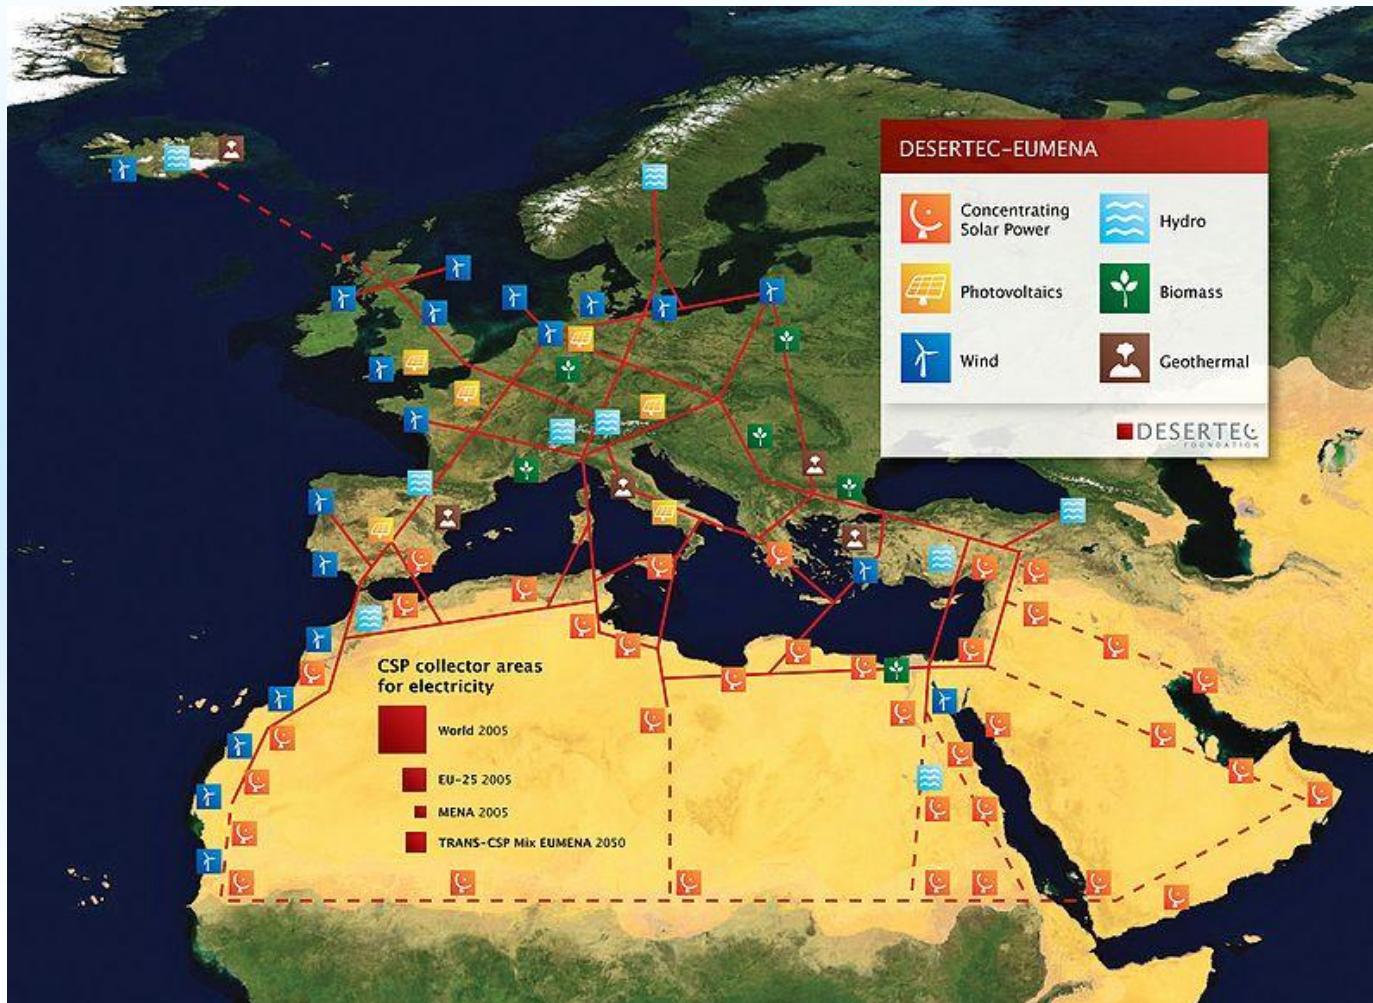 DESERTEC-EUMENA
Concentrating
Solar Power
Hydro
Photovoltaics
Biomass
Wind
Geothermal
DESERTEC
FOUNDATION
CSP collector areas
for electricity
World 2005
EU-25 2005
MENA 2005
TRANS-CSP Mix EUMENA 2050